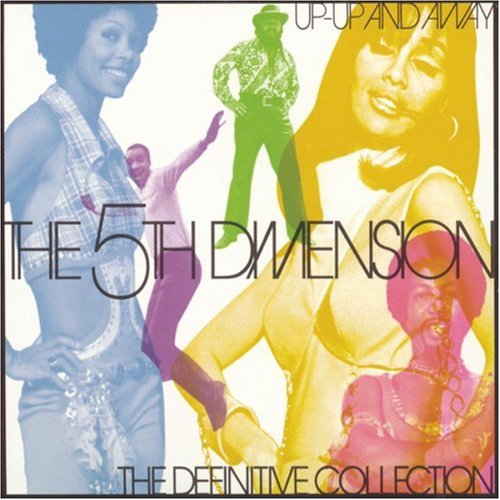 UP-UP AND AWAY
THE 5TH DIMENSION
THE DEFINITIVE COLLECTION